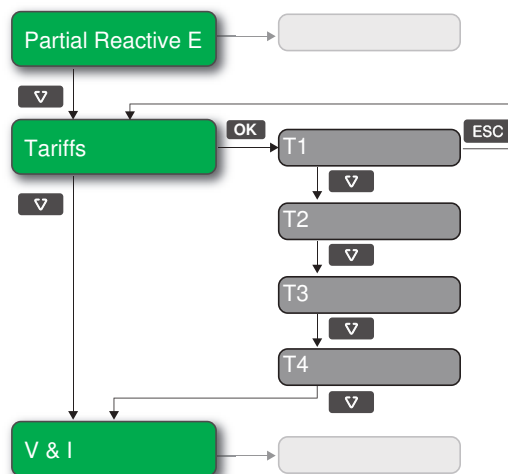 Partial Reactive E
Tariffs
OK
T1
ESC
T2
T3
T4
V & I